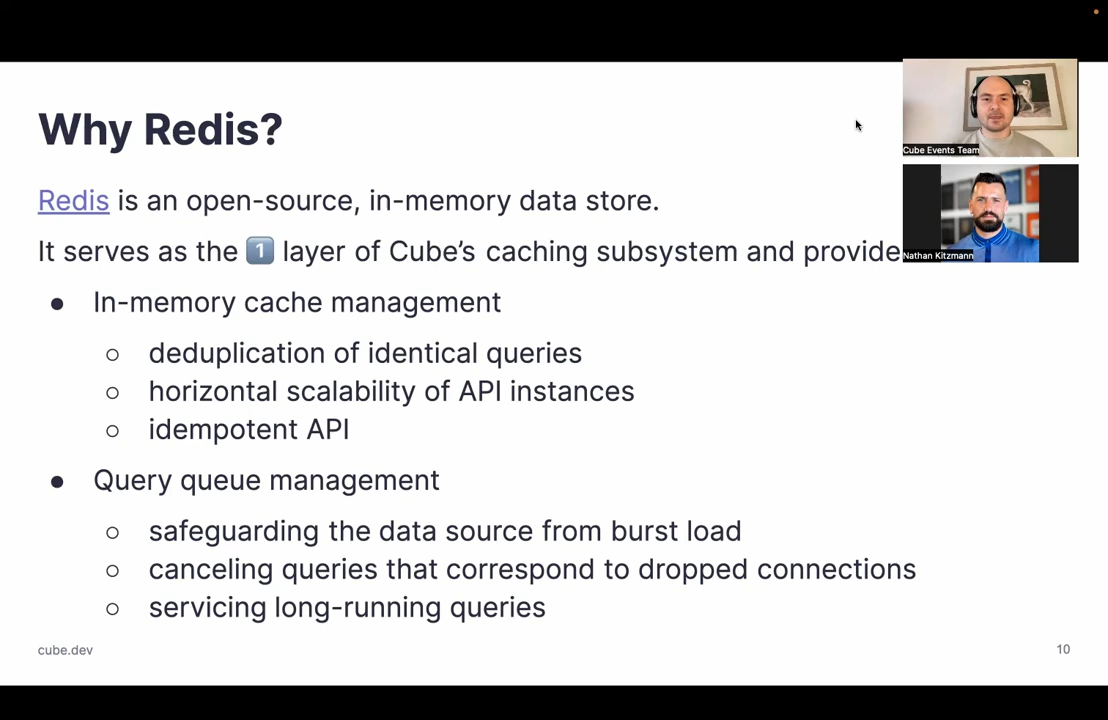 Why Redis?
Redis is an open-source, in-memory data store.
It serves as the 1️⃣ layer of Cube’s caching subsystem and provide
● In-memory cache management
○ deduplication of identical queries
○ horizontal scalability of API instances
○ idempotent API
● Query queue management
○ safeguarding the data source from burst load
○ canceling queries that correspond to dropped connections
○ servicing long-running queries
cube.dev
10
Cube Events Team
Nathan Kitzmann